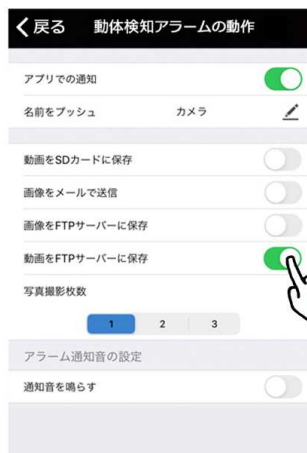 戻る 動体検知アラームの動作
アプリでの通知
名前をプッシュ カメラ
動画をSDカードに保存
画像をメールで送信
画像をFTPサーバーに保存
動画をFTPサーバーに保存
写真撮影枚数
1 2 3
アラーム通知音の設定
通知音を鳴らす